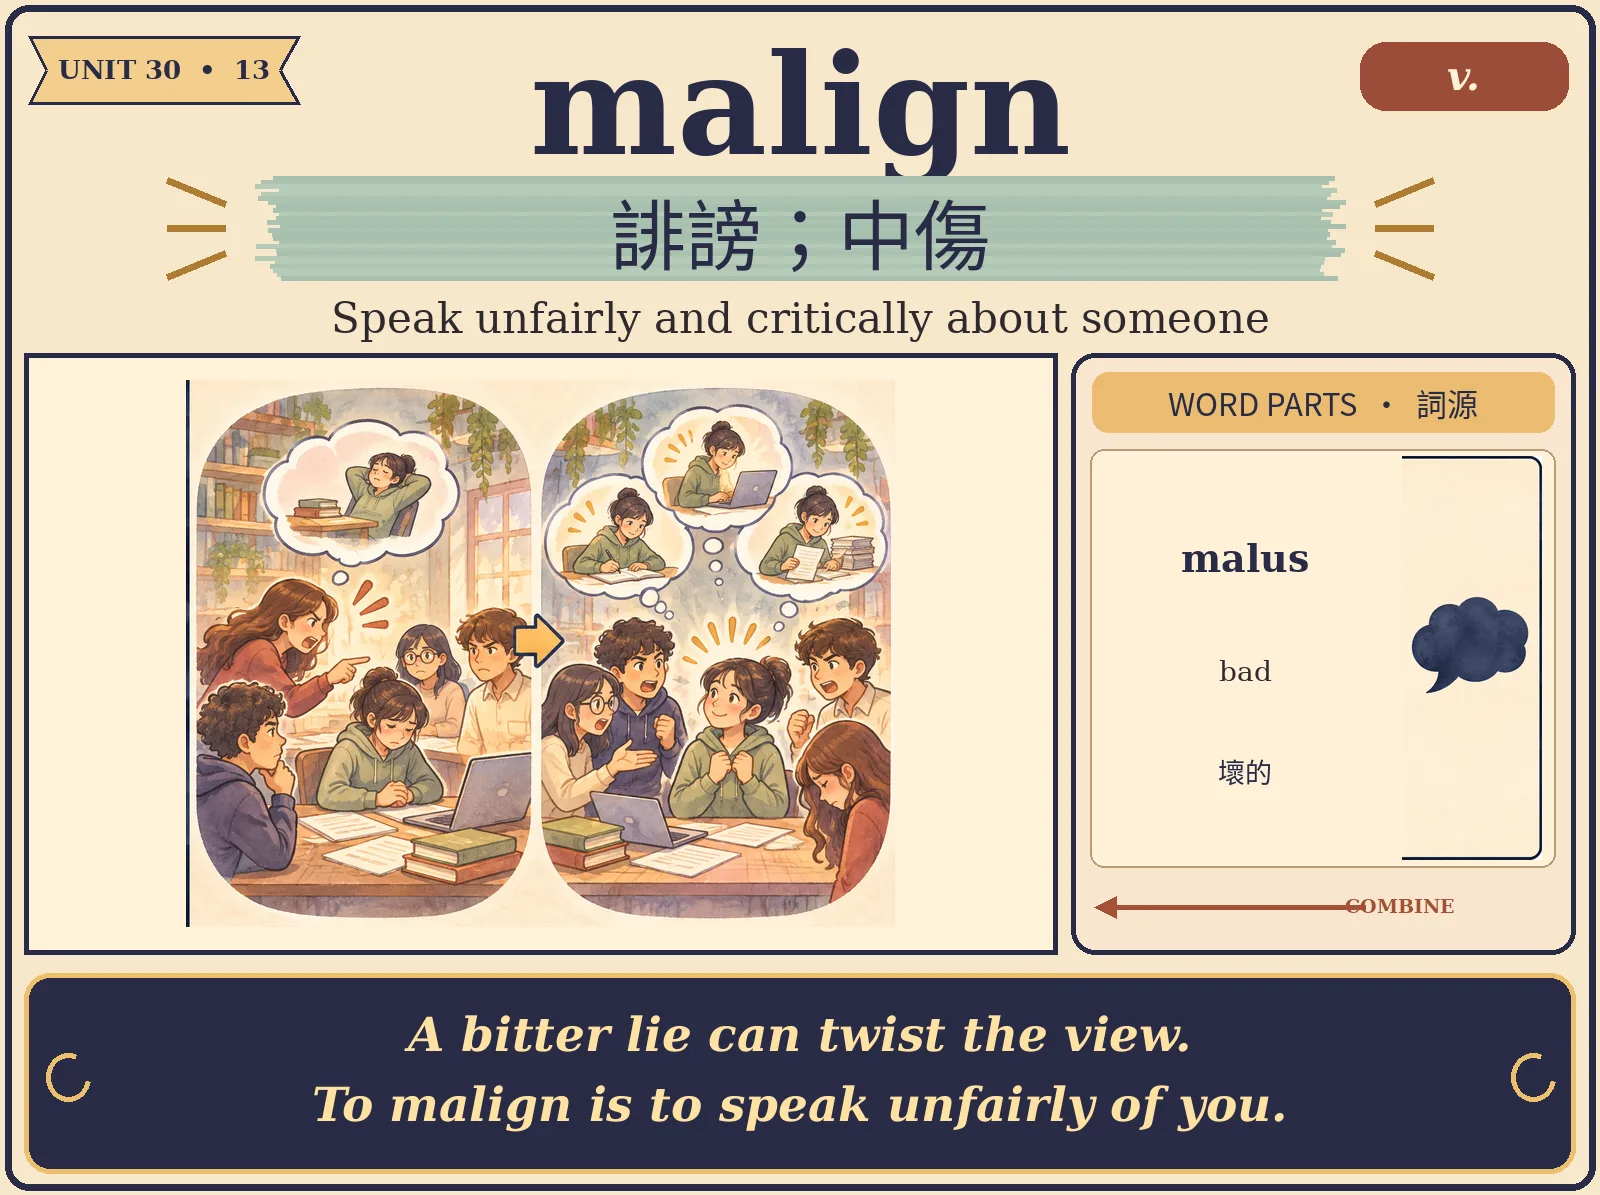 UNIT 30 • 13
malign
v.
誹謗；中傷
Speak unfairly and critically about someone
WORD PARTS • 詞源
malus
bad
壞的
COMBINE
A bitter lie can twist the view.
To malign is to speak unfairly of you.